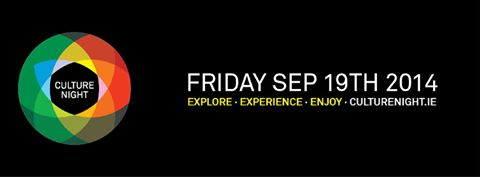 CULTURE
NIGHT
FRIDAY SEP 19TH 2014
EXPLORE · EXPERIENCE · ENJOY · CULTURENIGHT.IE